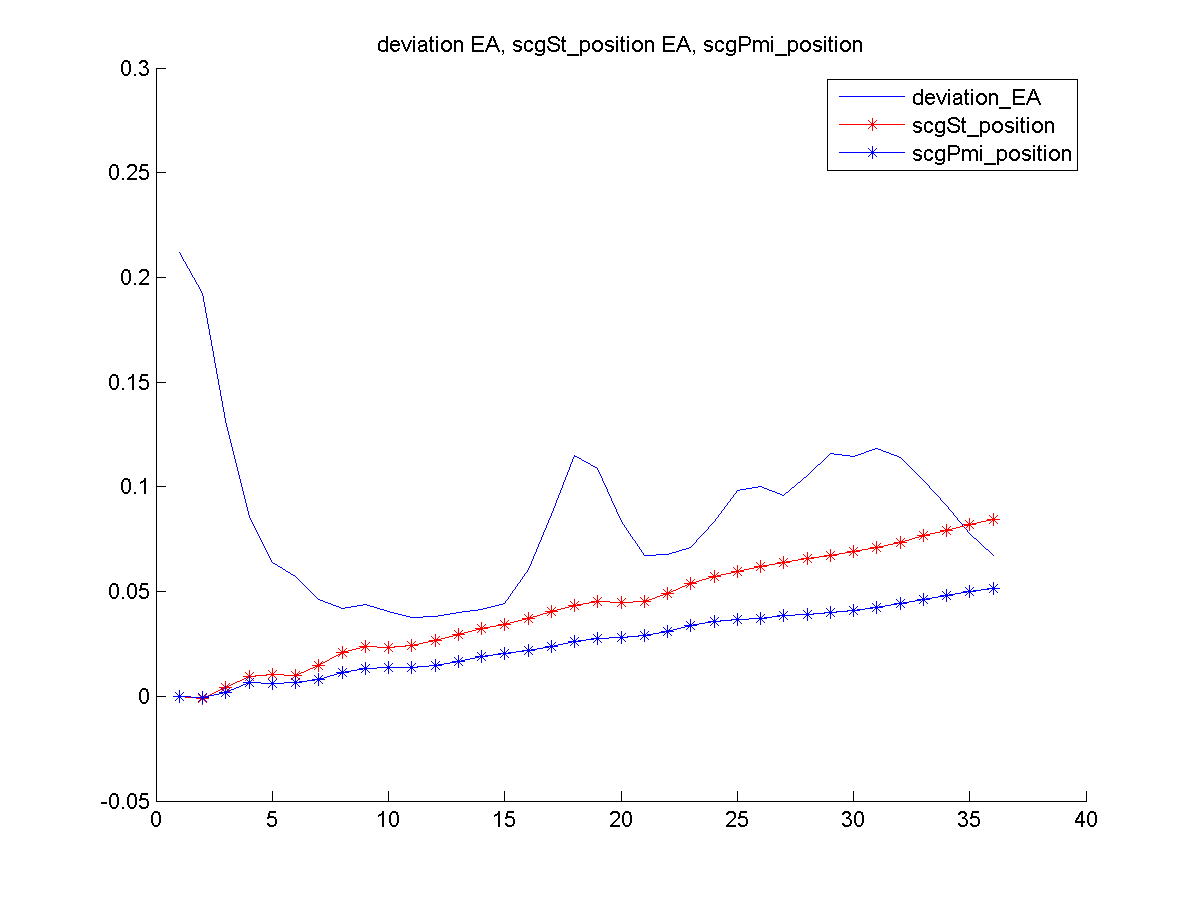 deviation EA, scgSt_position EA, scgPmi_position
0.3
0.25
0.2
0.15
0.1
0.05
0
-0.05
0 5 10 15 20 25 30 35 40
deviation_EA
scgSt_position
scgPmi_position